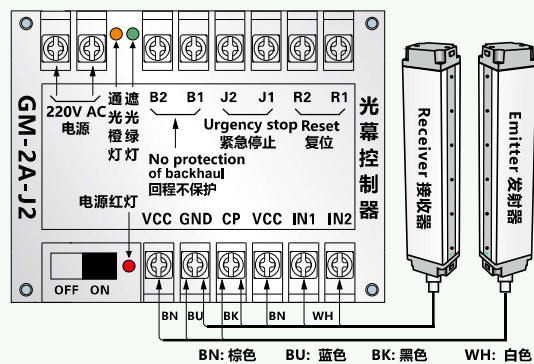 GM-2A-J2
220V AC
电源
通光橙灯
遮光绿灯
B2 B1 J2 J1 R2 R1
Urgency stop
紧急停止
Reset
复位
No protection
of backhaul
回程不保护
光幕控制器
电源红灯
VCC GND CP VCC IN1 IN2
OFF ON
BN BU BK BN WH
Receiver 接收器
Emitter 发射器
BN: 棕色 BU: 蓝色 BK: 黑色 WH: 白色